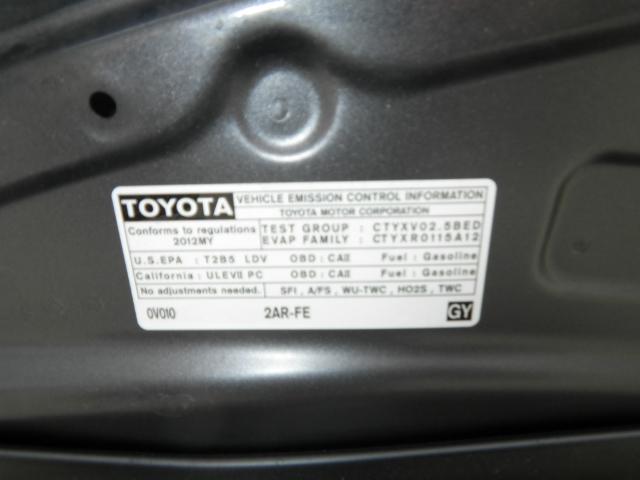 TOYOTA VEHICLE EMISSION CONTROL INFORMATION
TOYOTA MOTOR CORPORATION
Conforms to regulations
2012MY
TEST GROUP : CTYXV02.5BED
EVAP FAMILY : CTYXR0115A12
U.S.EPA : T2B5 LDV OBD : CAII Fuel : Gasoline
California : ULEVII PC OBD : CAII Fuel : Gasoline
No adjustments needed. SFI , A/FS , WU-TWC , HO2S , TWC
0V010 2AR-FE GY